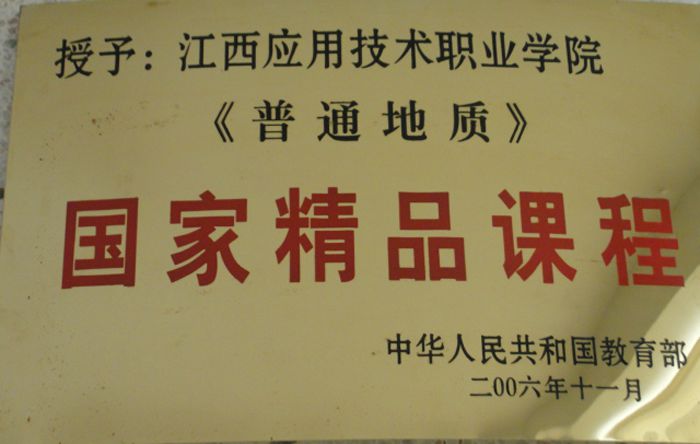 授予：江西应用技术职业学院
《普通地质》
国家精品课程
中华人民共和国教育部
二00六年十一月